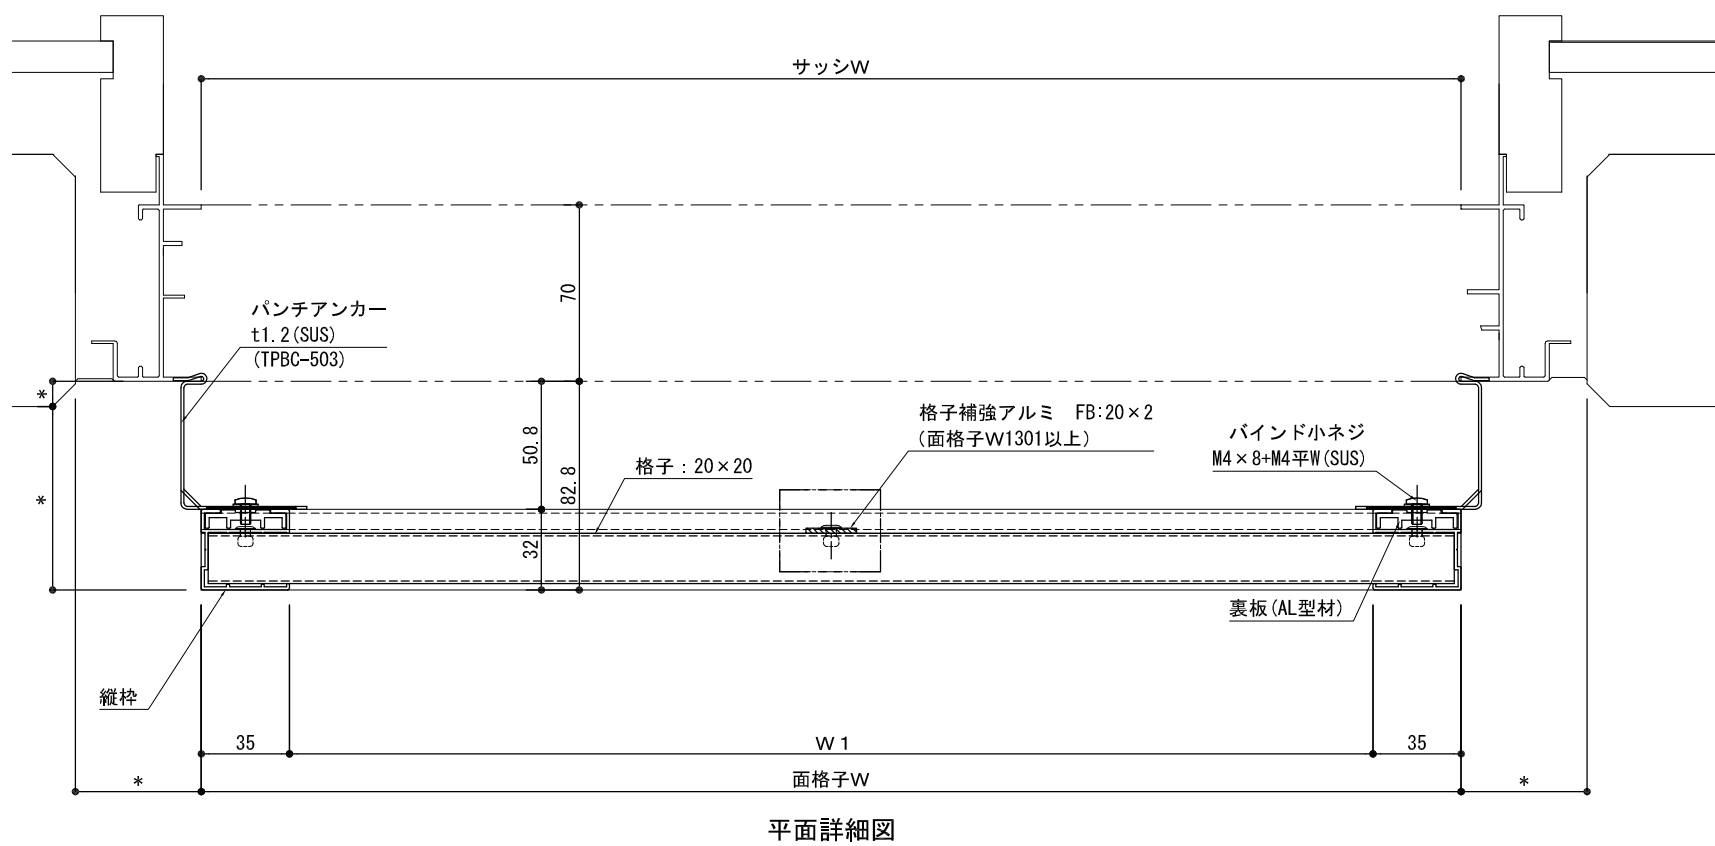 サッシW
70
パンチアンカー
t1.2(SUS)
(TPBC-503)
*
*
50.8
82.8
32
格子：20×20
格子補強アルミ　FB:20×2
(面格子W1301以上)
バインド小ネジ
M4×8+M4平W(SUS)
裏板(AL型材)
縦枠
35
W1
35
*
面格子W
*
平面詳細図